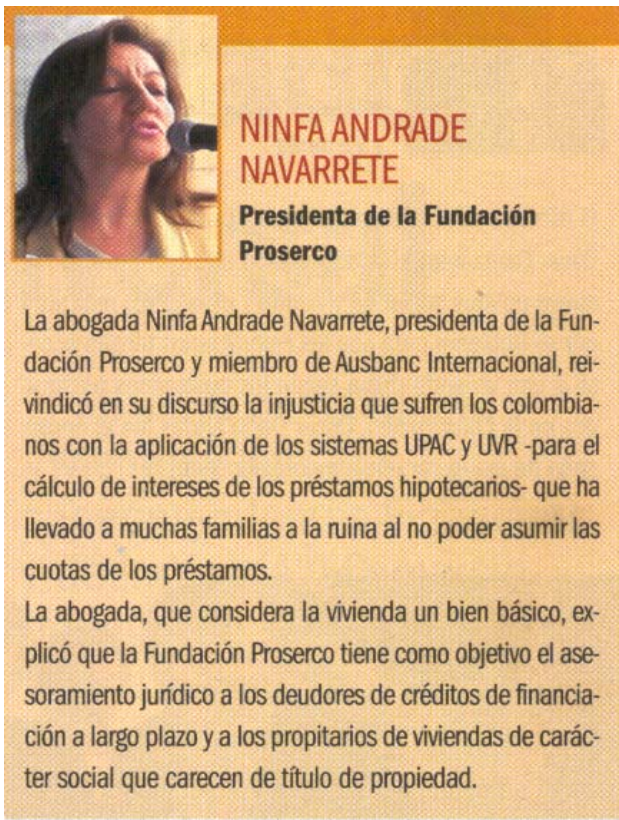 NINFA ANDRADE
NAVARRETE
Presidenta de la Fundación
Proserco
La abogada Ninfa Andrade Navarrete, presidenta de la Fun-
dación Proserco y miembro de Ausbanc Internacional, rei-
vindicó en su discurso la injusticia que sufren los colombia-
nos con la aplicación de los sistemas UPAC y UVR -para el
cálculo de intereses de los préstamos hipotecarios- que ha
llevado a muchas familias a la ruina al no poder asumir las
cuotas de los préstamos.
La abogada, que considera la vivienda un bien básico, ex-
plicó que la Fundación Proserco tiene como objetivo el ase-
soramiento jurídico a los deudores de créditos de financia-
ción a largo plazo y a los propitarios de viviendas de carác-
ter social que carecen de título de propiedad.